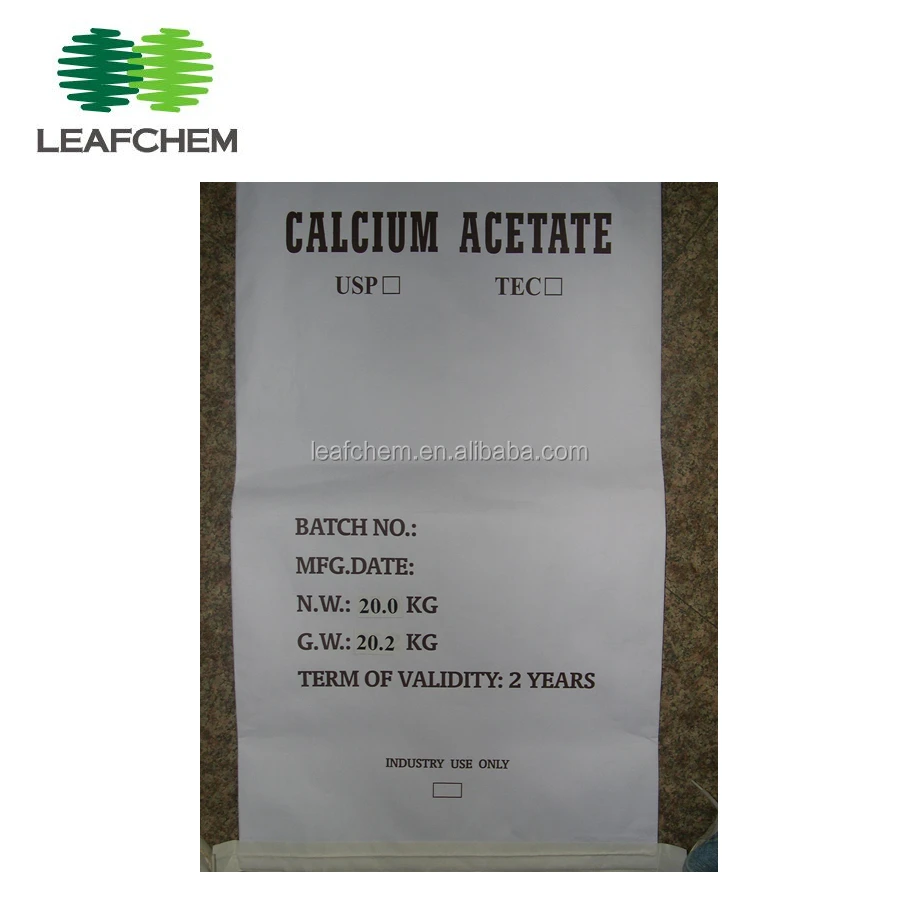 LEAFCHEM
CALCIUM ACETATE
USP□ TEC□
leafchem.en.alibaba.com
BATCH NO.:
MFG.DATE:
N.W.: 20.0 KG
G.W.: 20.2 KG
TERM OF VALIDITY: 2 YEARS
INDUSTRY USE ONLY